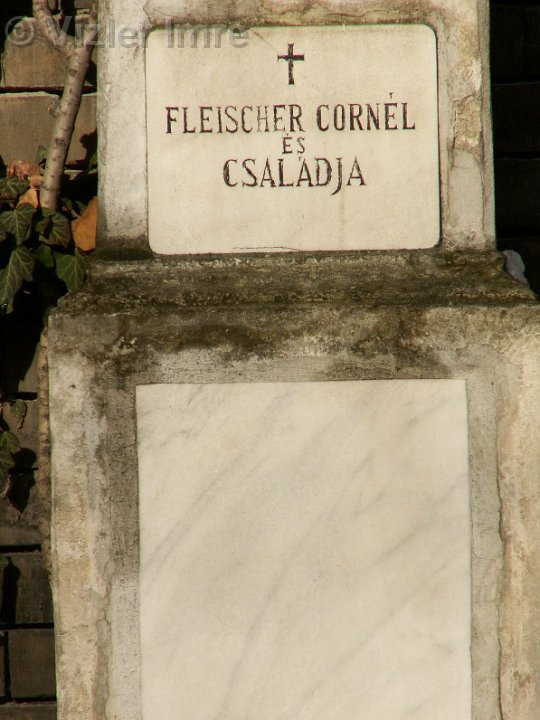 © Vizler Imre
FLEISCHER CORNÉL
ÉS
CSALÁDJA